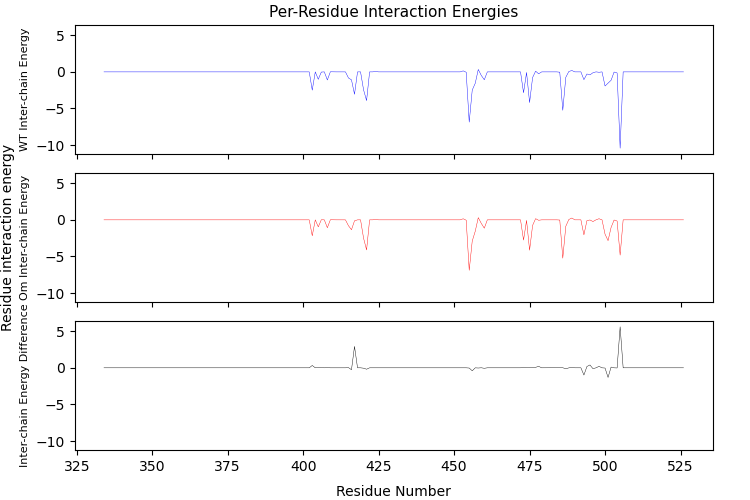 Per-Residue Interaction Energies
WT Inter-chain Energy
5
0
−5
−10
Residue interaction energy
Om Inter-chain Energy
5
0
−5
−10
Inter-chain Energy Difference
5
0
−5
−10
325 350 375 400 425 450 475 500 525
Residue Number